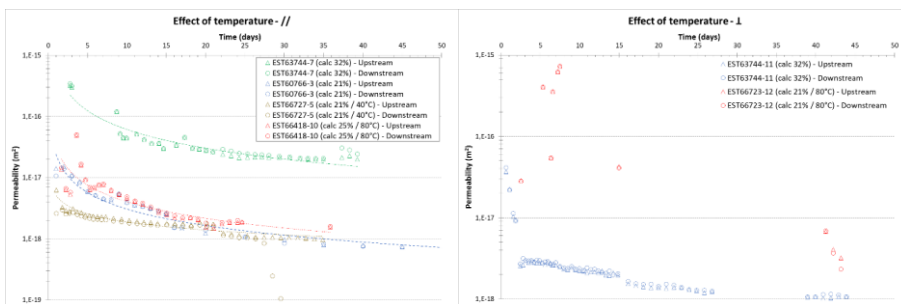 Effect of temperature - //
Time (days)
0 5 10 15 20 25 30 35 40 45 50
1,E-15
1,E-16
1,E-17
1,E-18
1,E-19
Permeability (m²)
EST63744-7 (calc 32%) - Upstream
EST63744-7 (calc 32%) - Downstream
EST60766-3 (calc 21%) - Upstream
EST60766-3 (calc 21%) - Downstream
EST66727-5 (calc 21% / 40°C) - Upstream
EST66727-5 (calc 21% / 40°C) - Downstream
EST66418-10 (calc 25% / 80°C) - Upstream
EST66418-10 (calc 25% / 80°C) - Downstream
Effect of temperature - ⊥
Time (days)
0 5 10 15 20 25 30 35 40 45 50
1,E-15
1,E-16
1,E-17
1,E-18
Permeability (m²)
EST63744-11 (calc 32%) - Upstream
EST63744-11 (calc 32%) - Downstream
EST66723-12 (calc 21% / 80°C) - Upstream
EST66723-12 (calc 21% / 80°C) - Downstream